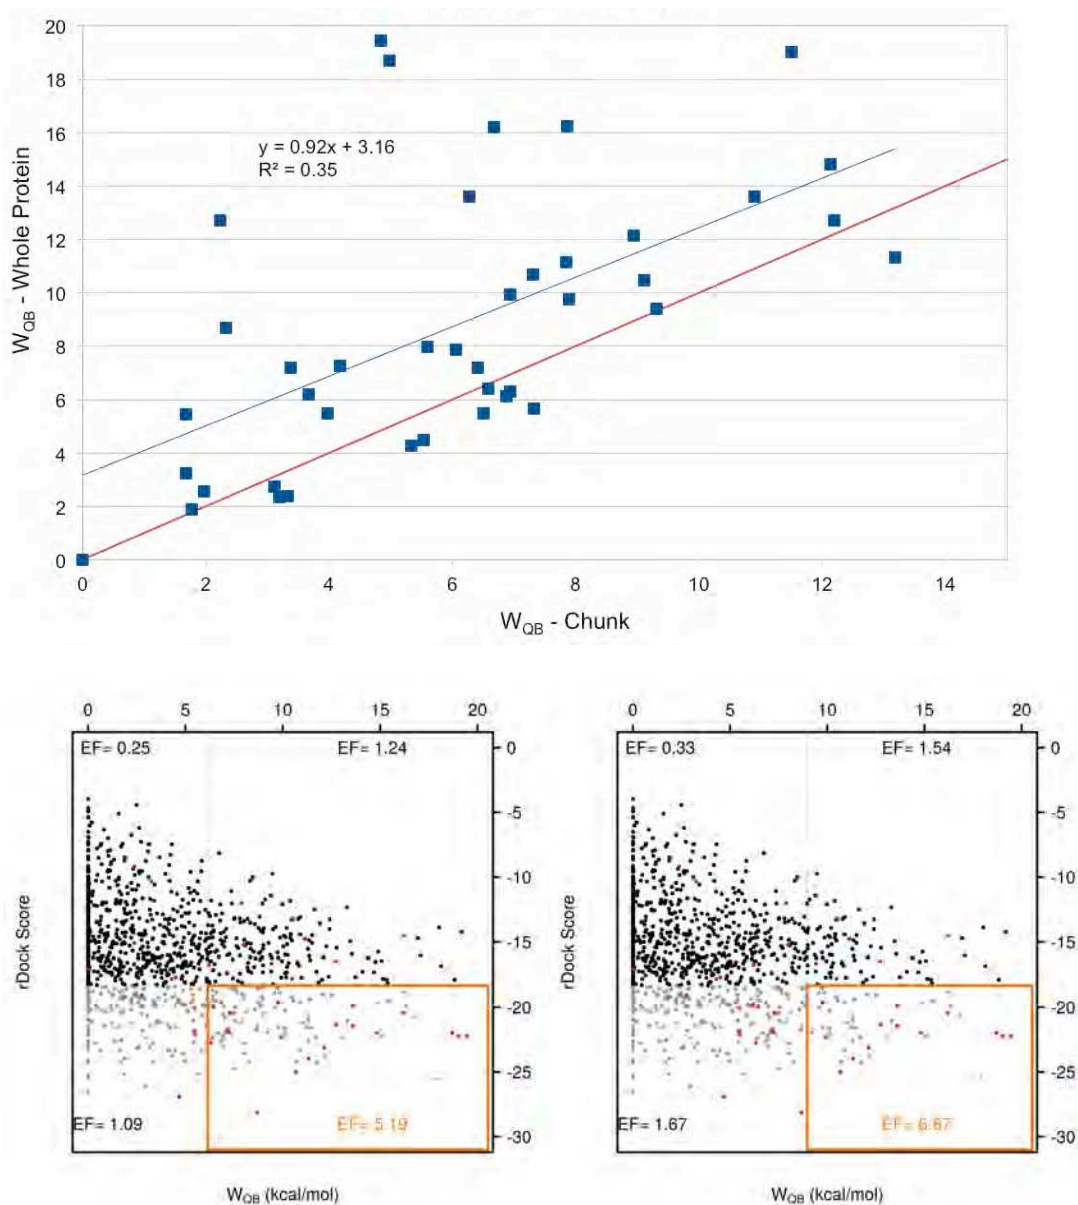 20
18
16
14
12
10
8
6
4
2
0
W_QB - Whole Protein
y = 0.92x + 3.16
R² = 0.35
0 2 4 6 8 10 12 14
W_QB - Chunk
0 5 10 15 20
EF= 0.25 EF= 1.24
0
-5
-10
-15
-20
-25
-30
rDock Score
EF= 1.09 EF= 5.19
W_QB (kcal/mol)
0 5 10 15 20
EF= 0.33 EF= 1.54
0
-5
-10
-15
-20
-25
-30
rDock Score
EF= 1.67 EF= 6.67
W_QB (kcal/mol)